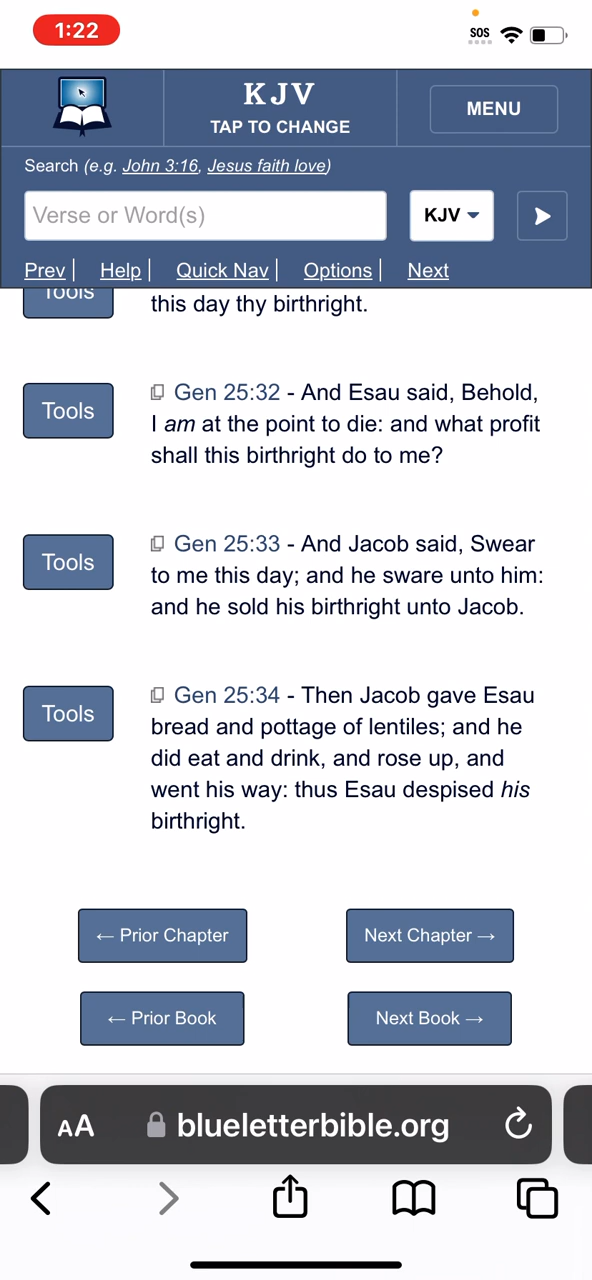 1:22
SOS
KJV
TAP TO CHANGE
MENU
Search (e.g. John 3:16, Jesus faith love)
Verse or Word(s)
KJV
Prev | Help | Quick Nav | Options | Next
Tools
this day thy birthright.
Tools
Gen 25:32 - And Esau said, Behold,
I am at the point to die: and what profit
shall this birthright do to me?
Tools
Gen 25:33 - And Jacob said, Swear
to me this day; and he sware unto him:
and he sold his birthright unto Jacob.
Tools
Gen 25:34 - Then Jacob gave Esau
bread and pottage of lentiles; and he
did eat and drink, and rose up, and
went his way: thus Esau despised his
birthright.
← Prior Chapter
Next Chapter →
← Prior Book
Next Book →
AA
blueletterbible.org